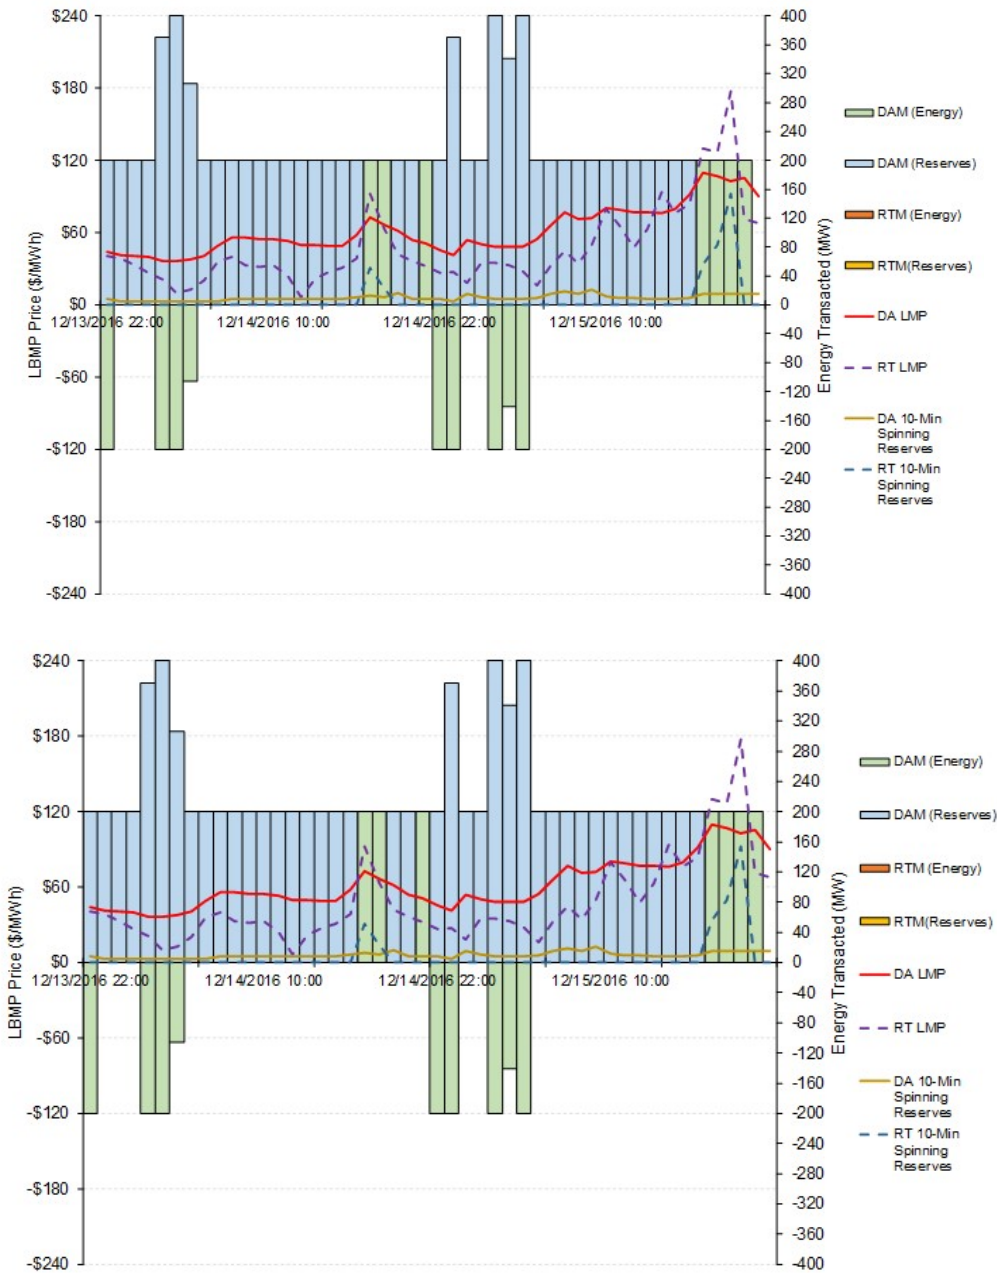 $240
$180
$120
$60
$0
-$60
-$120
-$180
-$240
LBMP Price ($/MWh)
12/13/2016 22:00
12/14/2016 10:00
12/14/2016 22:00
12/15/2016 10:00
400
360
320
280
240
200
160
120
80
40
0
-40
-80
-120
-160
-200
-240
-280
-320
-360
-400
Energy Transacted (MW)
DAM (Energy)
DAM (Reserves)
RTM (Energy)
RTM(Reserves)
DA LMP
RT LMP
DA 10-Min
Spinning
Reserves
RT 10-Min
Spinning
Reserves
$240
$180
$120
$60
$0
-$60
-$120
-$180
-$240
LBMP Price ($/MWh)
12/13/2016 22:00
12/14/2016 10:00
12/14/2016 22:00
12/15/2016 10:00
400
360
320
280
240
200
160
120
80
40
0
-40
-80
-120
-160
-200
-240
-280
-320
-360
-400
Energy Transacted (MW)
DAM (Energy)
DAM (Reserves)
RTM (Energy)
RTM(Reserves)
DA LMP
RT LMP
DA 10-Min
Spinning
Reserves
RT 10-Min
Spinning
Reserves